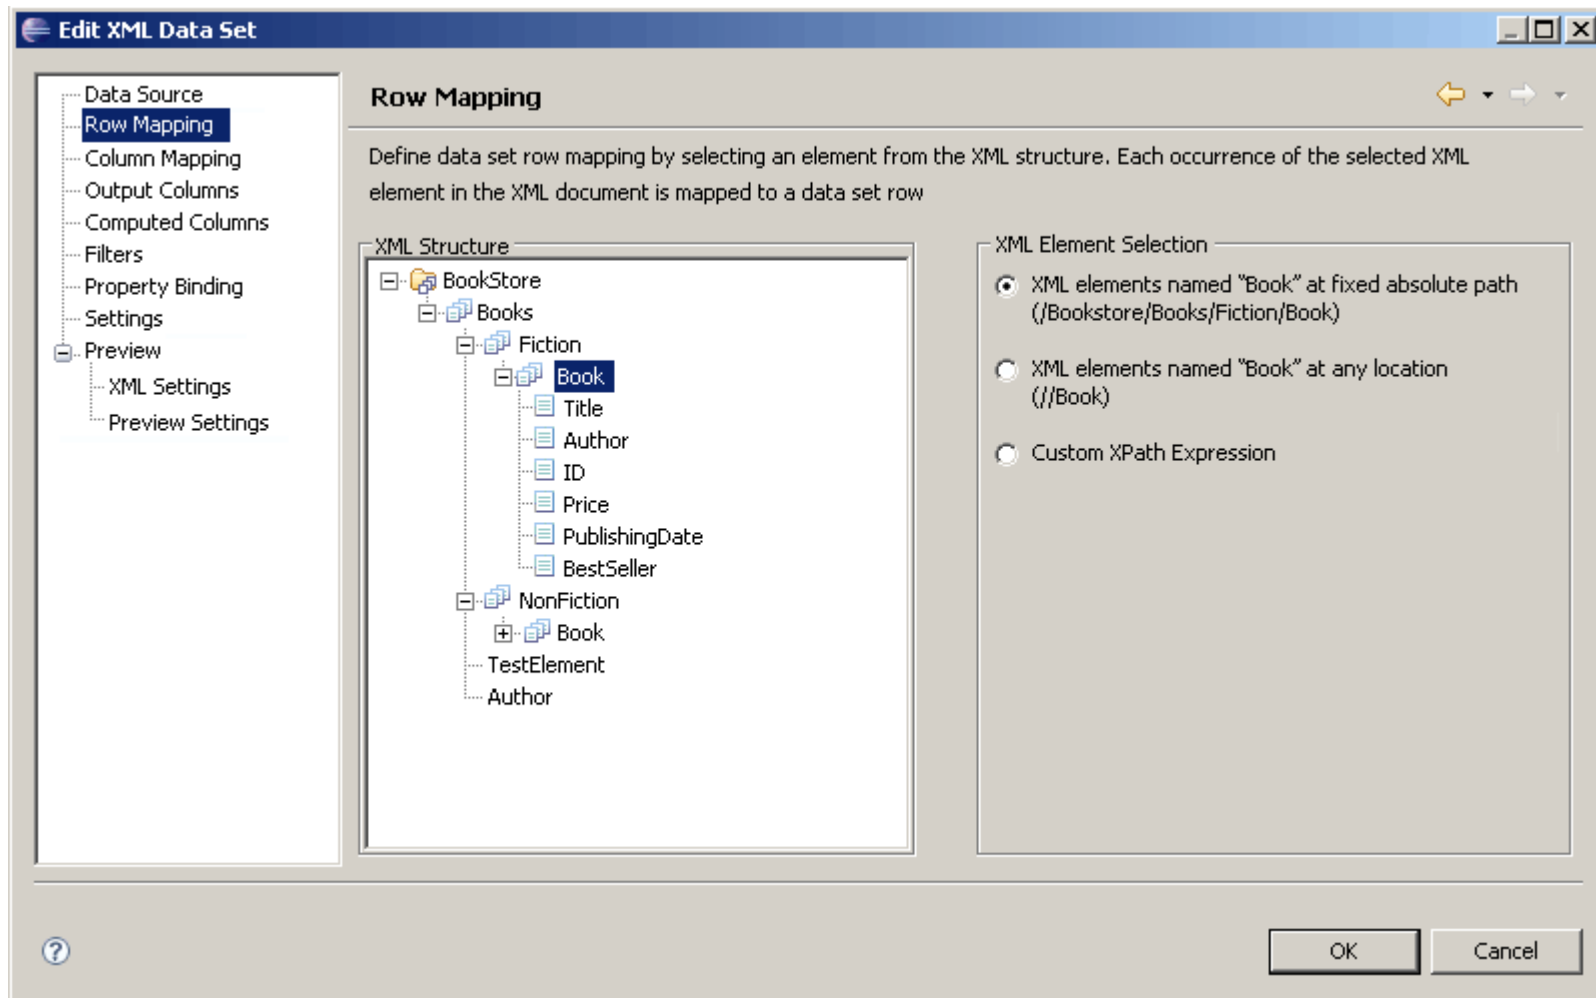 Edit XML Data Set
Data Source
Row Mapping
Column Mapping
Output Columns
Computed Columns
Filters
Property Binding
Settings
Preview
XML Settings
Preview Settings
Row Mapping
Define data set row mapping by selecting an element from the XML structure. Each occurrence of the selected XML
element in the XML document is mapped to a data set row
XML Structure
BookStore
Books
Fiction
Book
Title
Author
ID
Price
PublishingDate
BestSeller
NonFiction
Book
TestElement
Author
XML Element Selection
XML elements named “Book” at fixed absolute path
(/Bookstore/Books/Fiction/Book)
XML elements named “Book” at any location
(//Book)
Custom XPath Expression
OK
Cancel